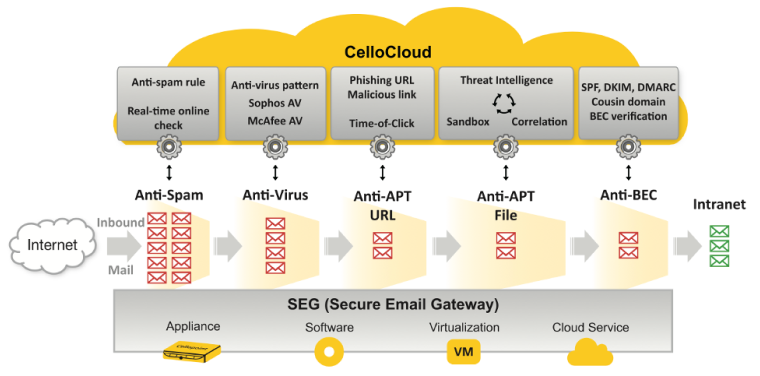 CelloCloud
Anti-spam rule
Real-time online
check
Anti-virus pattern
Sophos AV
McAfee AV
Phishing URL
Malicious link
Time-of-Click
Threat Intelligence
Sandbox
Correlation
SPF, DKIM, DMARC
Cousin domain
BEC verification
Anti-Spam
Anti-Virus
Anti-APT
URL
Anti-APT
File
Anti-BEC
Intranet
Internet
Inbound
Mail
SEG (Secure Email Gateway)
Appliance
Software
Virtualization
Cloud Service
Cellopoint
VM